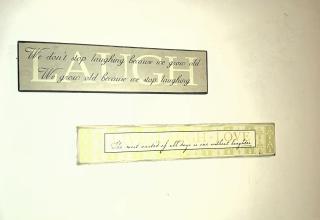 LAUGH
We don't stop laughing because we grow old
We grow old because we stop laughing
LOVE
The most wasted of all days is one without laughter